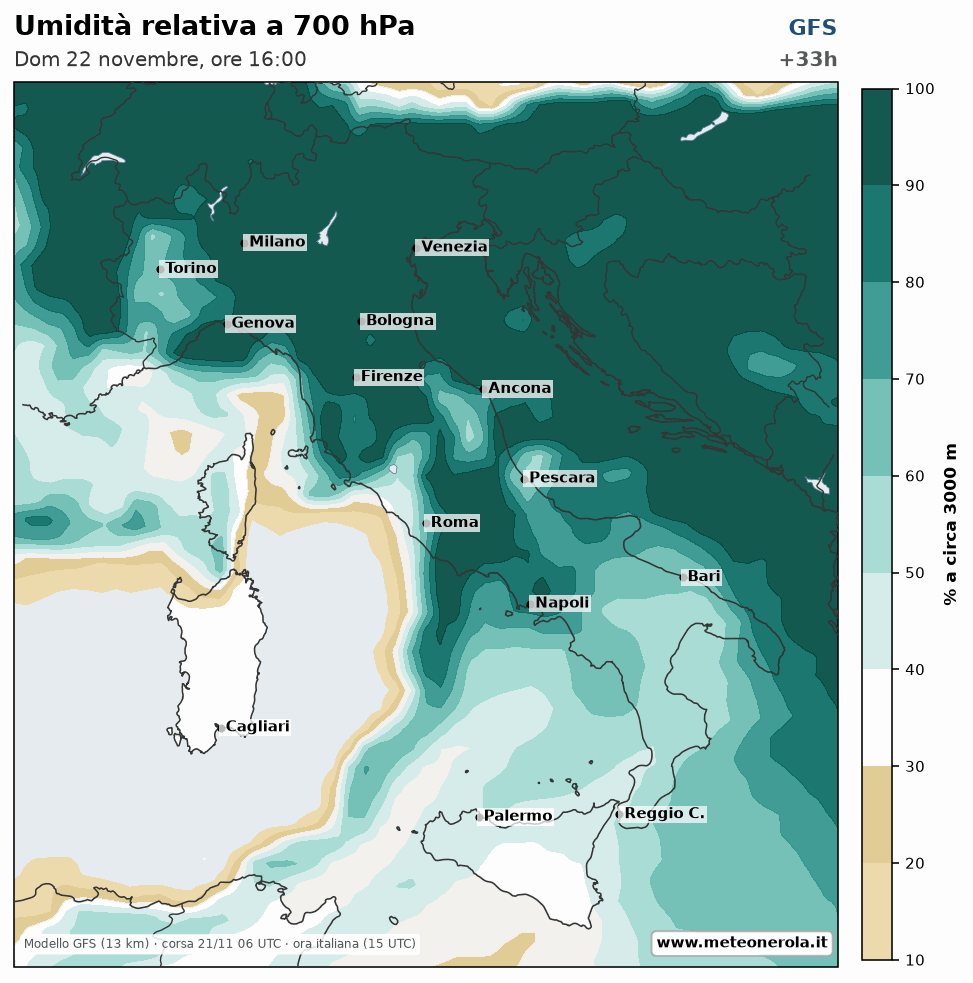 Umidità relativa a 700 hPa
GFS
Dom 22 novembre, ore 16:00
+33h
100
90
80
70
60
50
40
30
20
10
% a circa 3000 m
Milano
Venezia
Torino
Genova
Bologna
Firenze
Ancona
Pescara
Roma
Bari
Napoli
Cagliari
Palermo
Reggio C.
Modello GFS (13 km) · corsa 21/11 06 UTC · ora italiana (15 UTC)
www.meteonerola.it